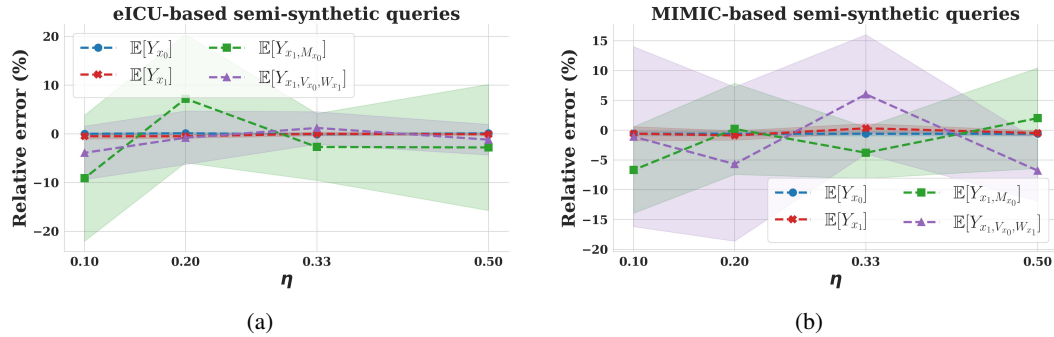 eICU-based semi-synthetic queries
Relative error (%)
20
10
0
−10
−20
𝔼[Y_{x_0}]
𝔼[Y_{x_1}]
𝔼[Y_{x_1, M_{x_0}}]
𝔼[Y_{x_1, V_{x_0}, W_{x_1}}]
0.10 0.20 0.33 0.50
η
(a)
MIMIC-based semi-synthetic queries
Relative error (%)
15
10
5
0
−5
−10
−15
−20
𝔼[Y_{x_0}]
𝔼[Y_{x_1}]
𝔼[Y_{x_1, M_{x_0}}]
𝔼[Y_{x_1, V_{x_0}, W_{x_1}}]
0.10 0.20 0.33 0.50
η
(b)